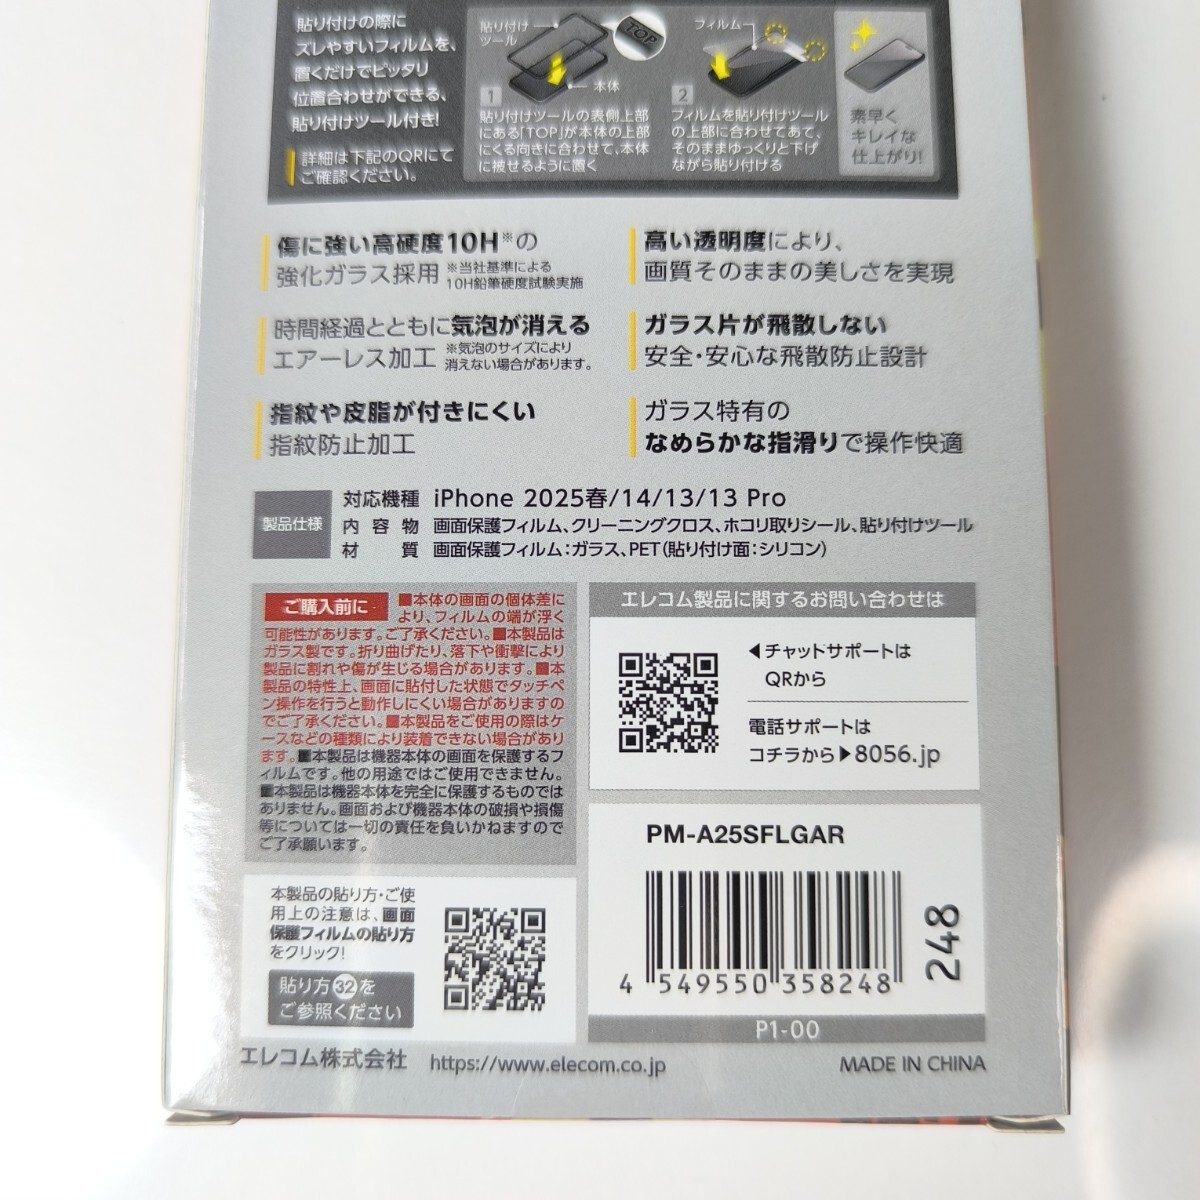 貼り付けの際に
ズレやすいフィルムを、
置くだけでピッタリ
位置合わせができる、
貼り付けツール付き!
詳細は下記のQRにて
ご確認ください。
貼り付け
ツール
TOP
本体
1
貼り付けツールの表側上部
にある「TOP」が本体の上部
にくる向きに合わせて、本体
に被せるように置く
フィルム
2
フィルムを貼り付けツール
の上部に合わせてあて、
そのままゆっくりと下げ
ながら貼り付ける
素早く
キレイな
仕上がり!
傷に強い高硬度10H※の
強化ガラス採用 ※当社基準による
10H鉛筆硬度試験実施
高い透明度により、
画質そのままの美しさを実現
時間経過とともに気泡が消える
エアーレス加工 ※気泡のサイズにより
消えない場合があります。
ガラス片が飛散しない
安全・安心な飛散防止設計
指紋や皮脂が付きにくい
指紋防止加工
ガラス特有の
なめらかな指滑りで操作快適
製品仕様
対応機種 iPhone 2025春/14/13/13 Pro
内容物 画面保護フィルム、クリーニングクロス、ホコリ取りシール、貼り付けツール
材質 画面保護フィルム:ガラス、PET(貼り付け面:シリコン)
ご購入前に ■本体の画面の個体差に
より、フィルムの端が浮く
可能性があります。ご了承ください。■本製品は
ガラス製です。折り曲げたり、落下や衝撃により
製品に割れや傷が生じる場合があります。■本
製品の特性上、画面に貼付した状態でタッチペ
ン操作を行うと動作しにくい場合がありますの
でご了承ください。■本製品をご使用の際はケ
ースなどの種類により装着できない場合があり
ます。■本製品は機器本体の画面を保護するフ
ィルムです。他の用途ではご使用できません。
■本製品は機器本体を完全に保護するものでは
ありません。画面および機器本体の破損や損傷
等については一切の責任を負いかねますので
ご了承願います。
エレコム製品に関するお問い合わせは
◀チャットサポートは
QRから
電話サポートは
コチラから▶8056.jp
本製品の貼り方・ご使
用上の注意は、画面
保護フィルムの貼り方
をクリック!
貼り方32を
ご参照ください
PM-A25SFLGAR
4 549550 358248
248
P1-00
エレコム株式会社 https://www.elecom.co.jp
MADE IN CHINA